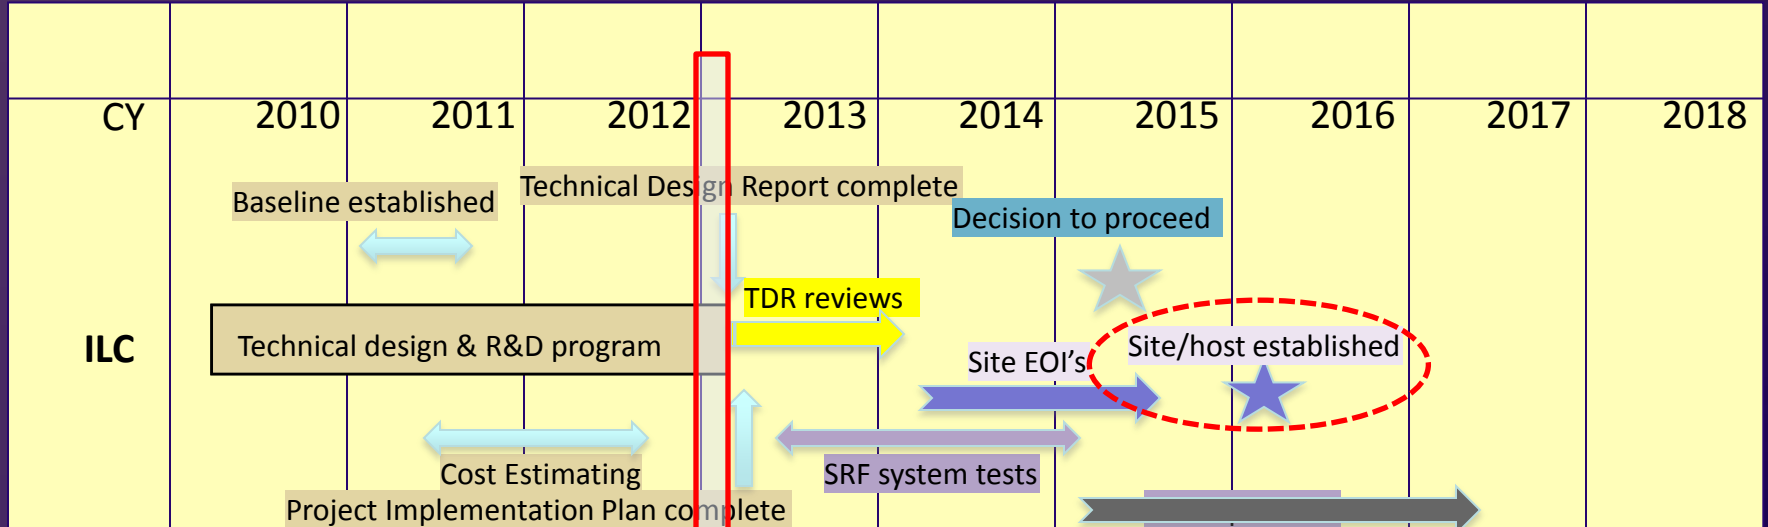 CY 2010 2011 2012 2013 2014 2015 2016 2017 2018
Technical Design Report complete
Baseline established
Decision to proceed
TDR reviews
ILC
Technical design & R&D program
Site/host established
Site EOI's
Cost Estimating
SRF system tests
Project Implementation Plan complete